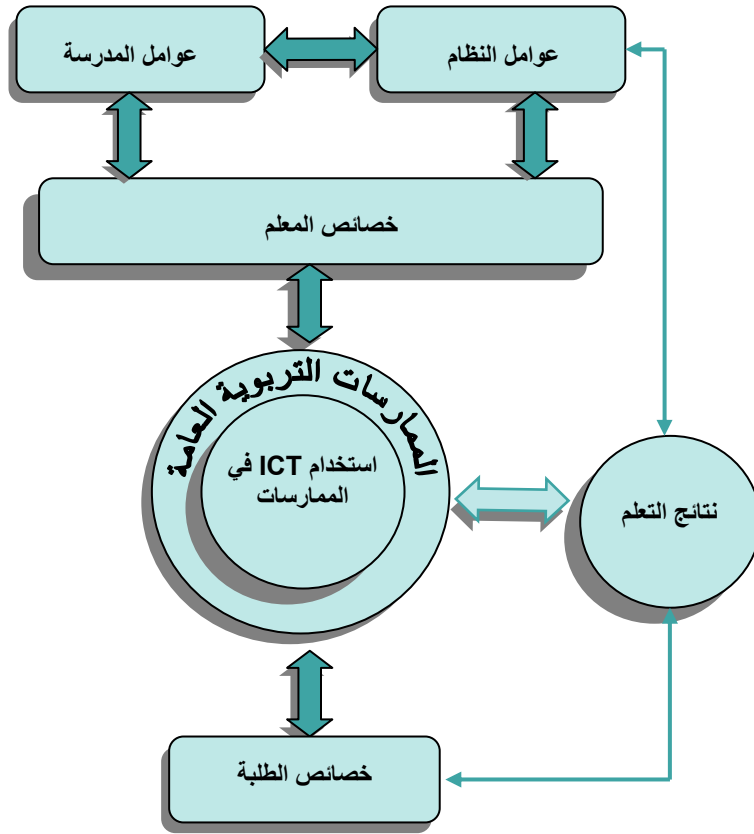 عوامل النظام
عوامل المدرسة
خصائص المعلم
الممارسات التربوية العامة
استخدام ICT في
الممارسات
نتائج التعلم
خصائص الطلبة